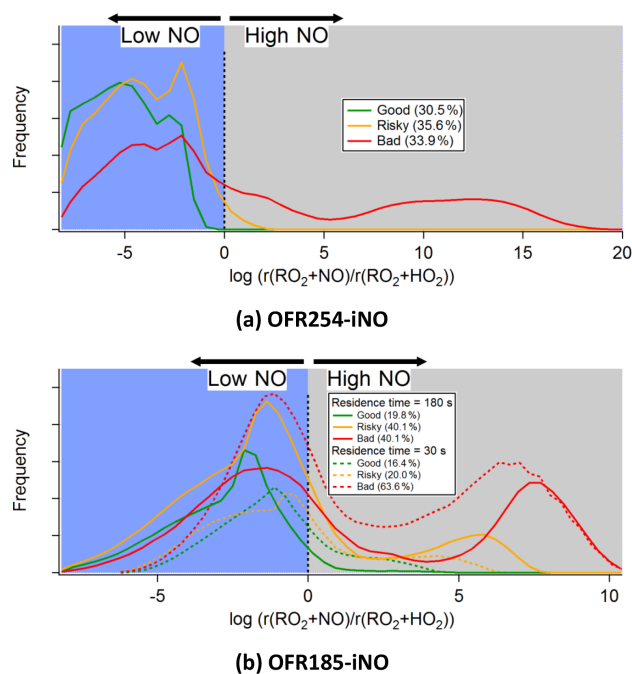 Low NO High NO
Frequency
Good (30.5%)
Risky (35.6%)
Bad (33.9%)
-5 0 5 10 15 20
log (r(RO₂+NO)/r(RO₂+HO₂))
(a) OFR254-iNO
Low NO High NO
Frequency
Residence time = 180 s
Good (19.8%)
Risky (40.1%)
Bad (40.1%)
Residence time = 30 s
Good (16.4%)
Risky (20.0%)
Bad (63.6%)
-5 0 5 10
log (r(RO₂+NO)/r(RO₂+HO₂))
(b) OFR185-iNO